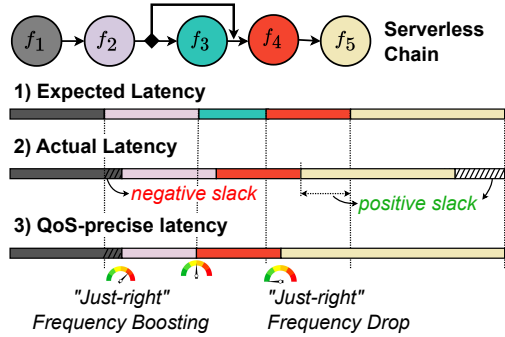 f1 f2 f3 f4 f5 Serverless
Chain
1) Expected Latency
2) Actual Latency
negative slack
positive slack
3) QoS-precise latency
"Just-right" "Just-right"
Frequency Boosting Frequency Drop